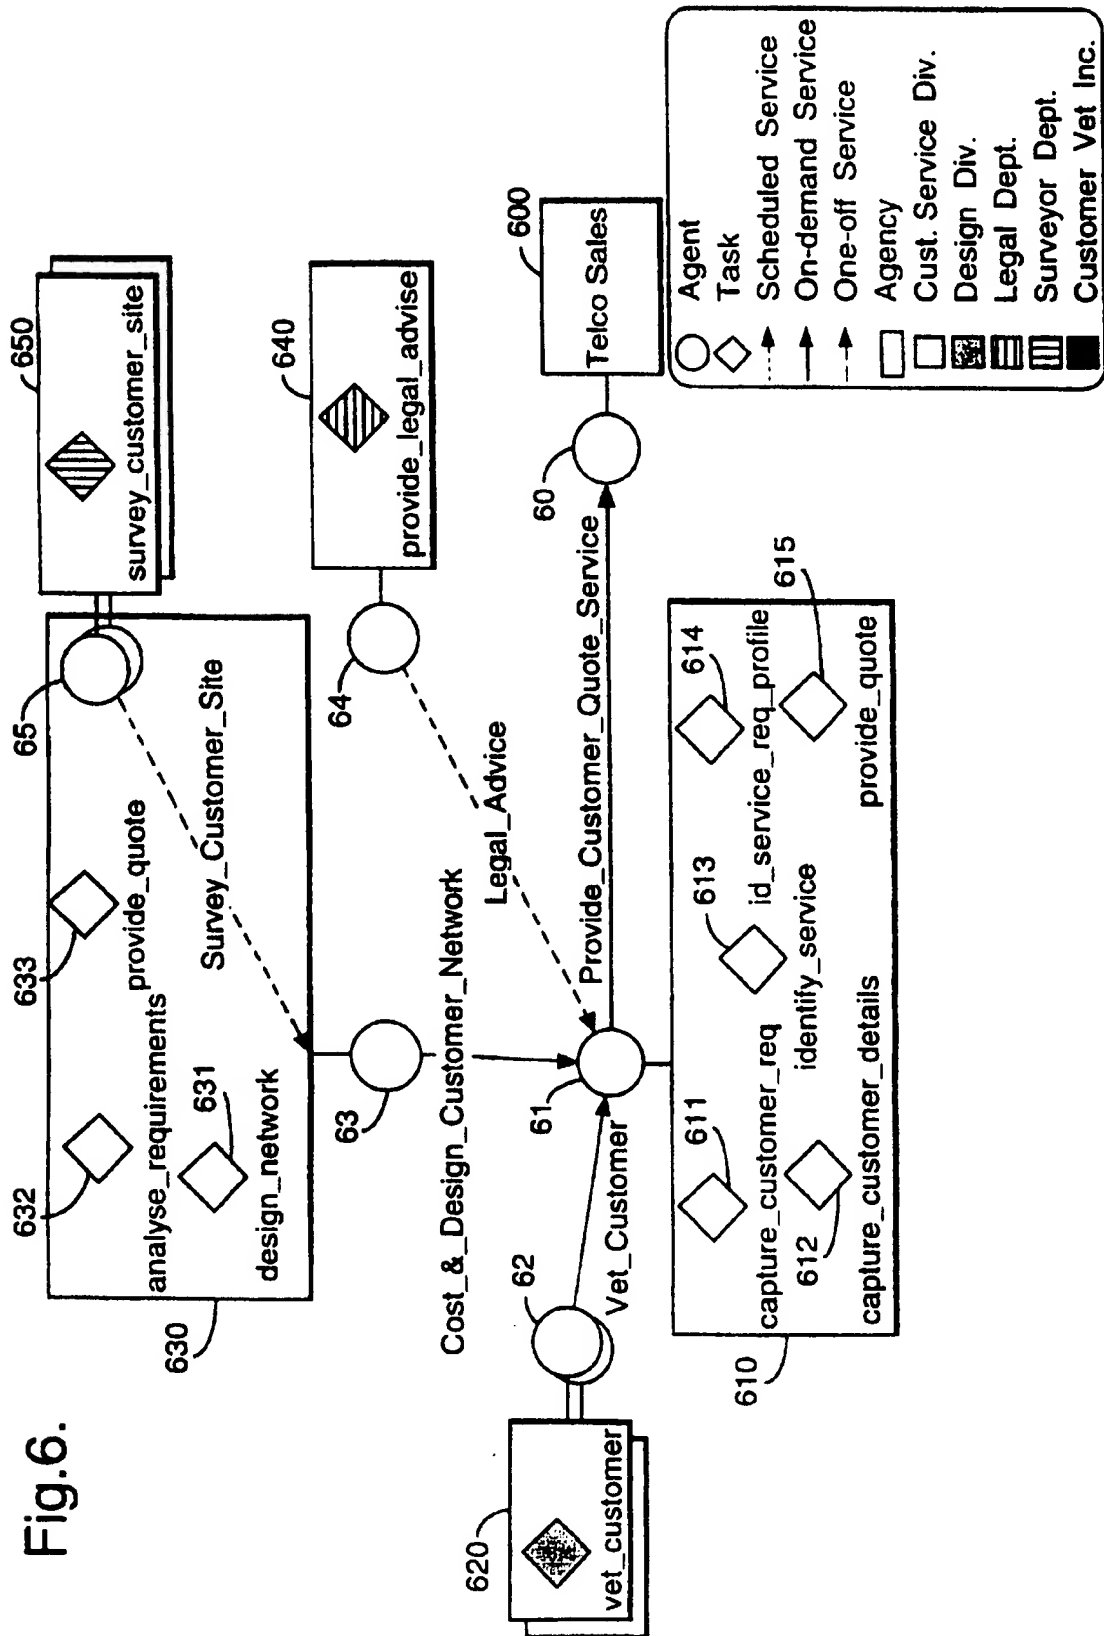 Fig.6.
620
vet_customer
62
Vet_Customer
630
632
analyse_requirements
631
design_network
633
provide_quote
65
Survey_Customer_Site
650
survey_customer_site
63
Cost_&_Design_Customer_Network
64
640
provide_legal_advise
Legal_Advice
61
Provide_Customer_Quote_Service
60
600
Telco Sales
610
611
capture_customer_req
612
capture_customer_details
613
identify_service
614
id_service_req_profile
615
provide_quote
Agent
Task
Scheduled Service
On-demand Service
One-off Service
Agency
Cust. Service Div.
Design Div.
Legal Dept.
Surveyor Dept.
Customer Vet Inc.